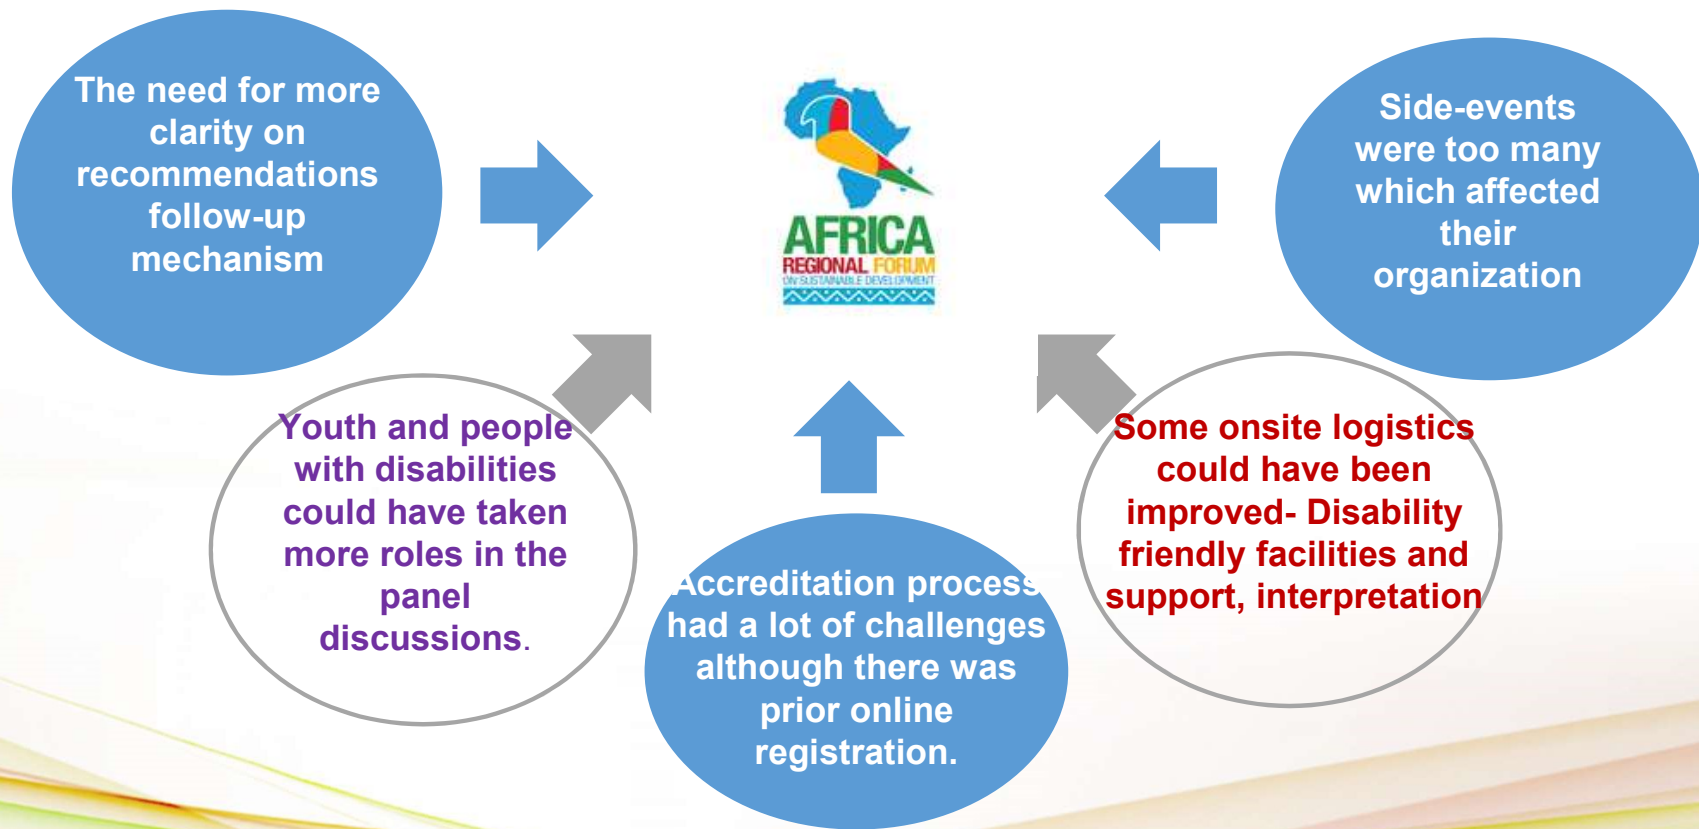 The need for more
clarity on
recommendations
follow-up
mechanism
AFRICA
REGIONAL FORUM
ON SUSTAINABLE DEVELOPMENT
Side-events
were too many
which affected
their
organization
Youth and people
with disabilities
could have taken
more roles in the
panel
discussions.
Accreditation process
had a lot of challenges
although there was
prior online
registration.
Some onsite logistics
could have been
improved- Disability
friendly facilities and
support, interpretation